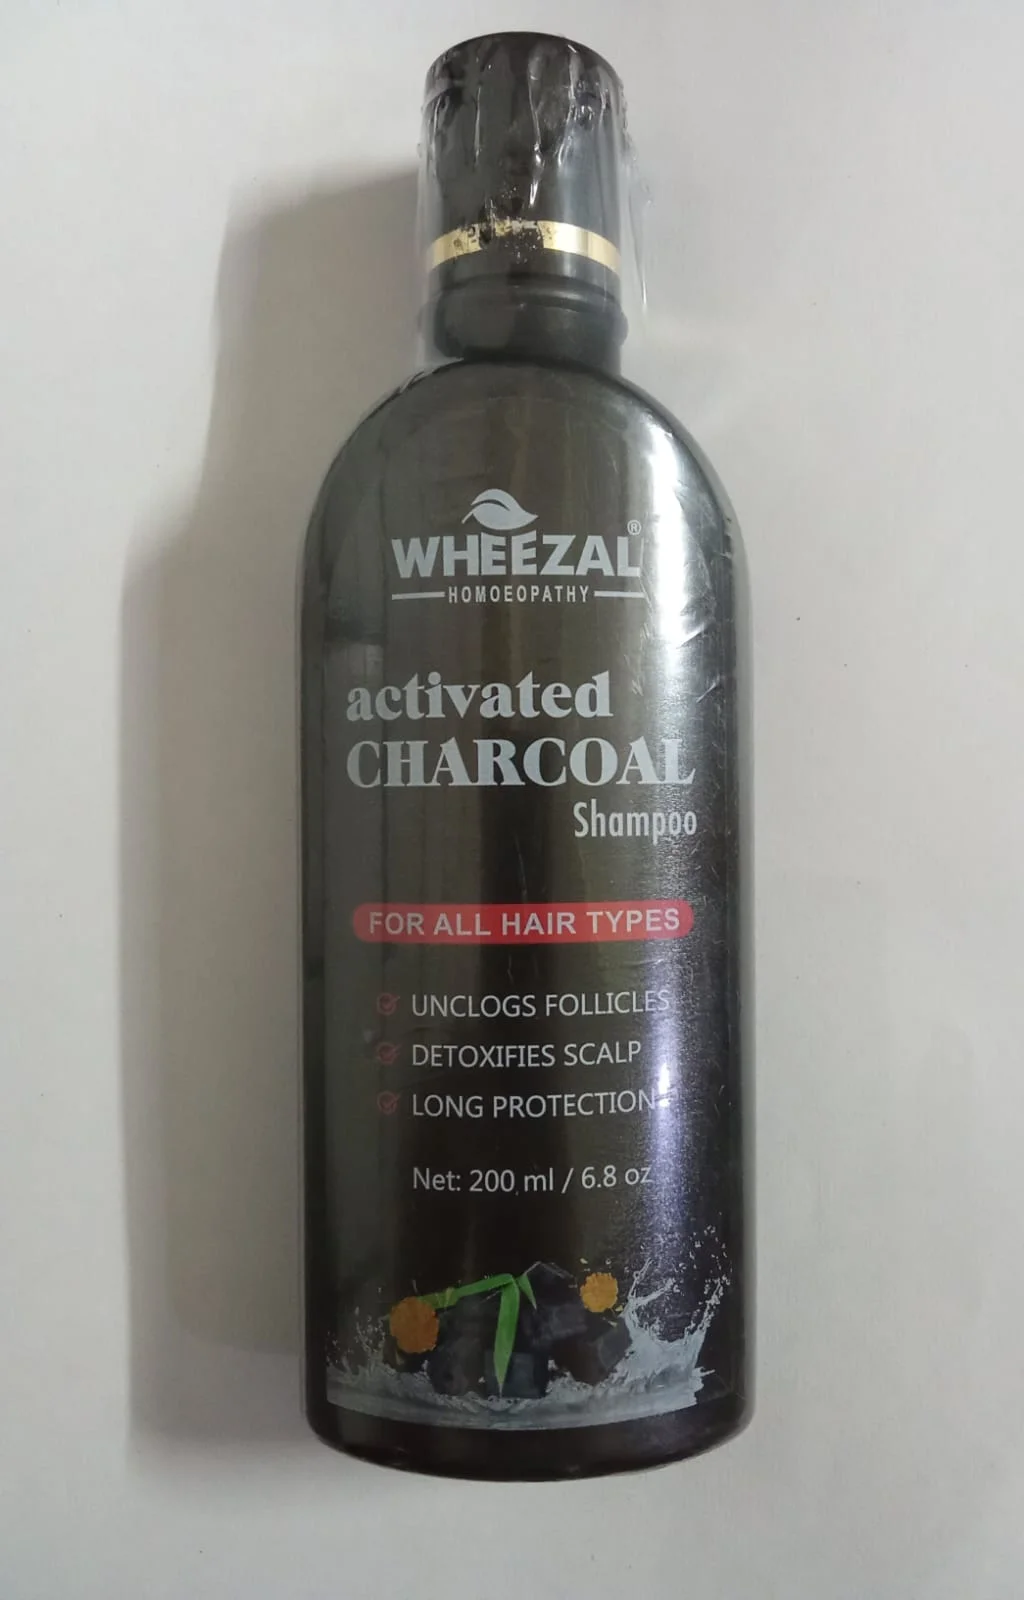 WHEEZAL®
HOMOEOPATHY
activated
CHARCOAL
Shampoo
FOR ALL HAIR TYPES
UNCLOGS FOLLICLES
DETOXIFIES SCALP
LONG PROTECTION
Net: 200 ml / 6.8 oz